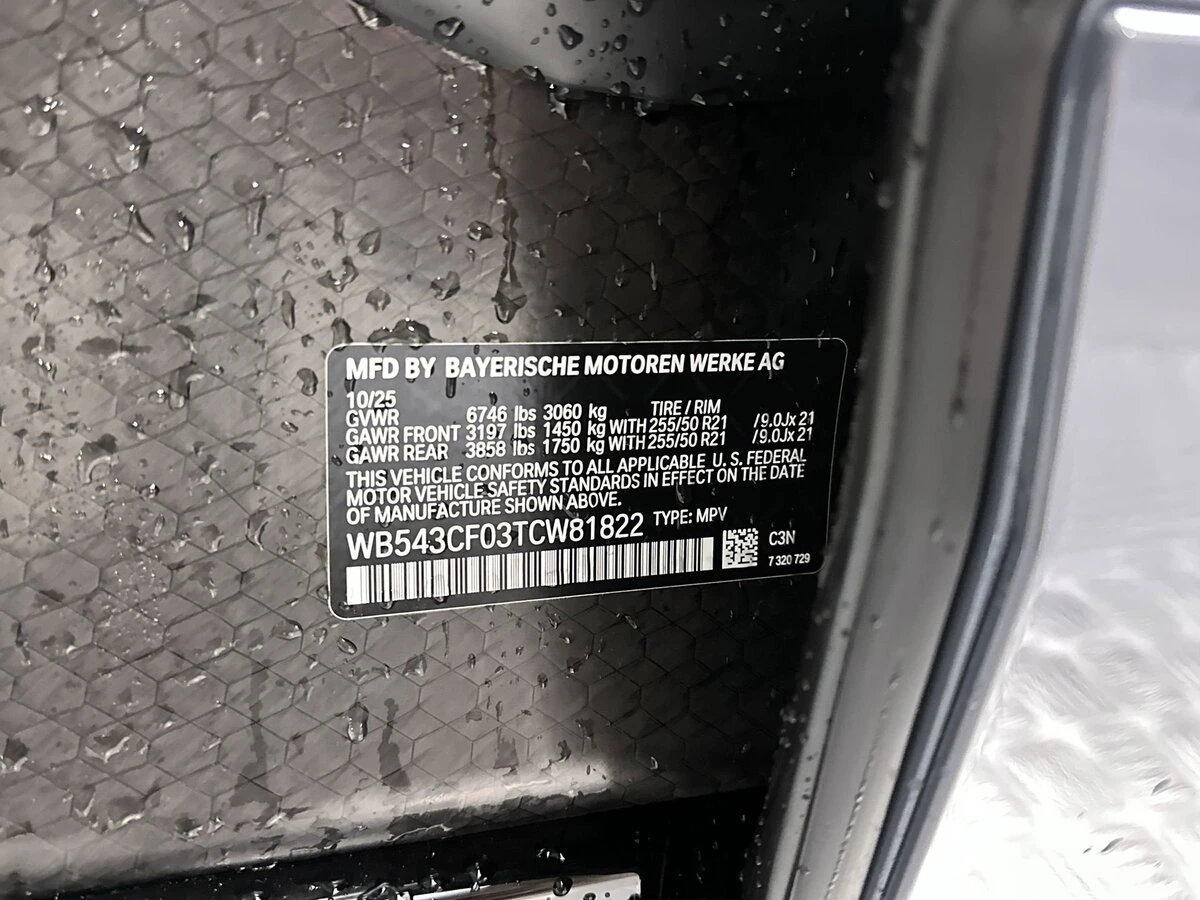 MFD BY BAYERISCHE MOTOREN WERKE AG
10/25 TIRE / RIM
GVWR 6746 lbs 3060 kg
GAWR FRONT 3197 lbs 1450 kg WITH 255/50 R21 /9.0Jx 21
GAWR REAR 3858 lbs 1750 kg WITH 255/50 R21 /9.0Jx 21
THIS VEHICLE CONFORMS TO ALL APPLICABLE U. S. FEDERAL
MOTOR VEHICLE SAFETY STANDARDS IN EFFECT ON THE DATE
OF MANUFACTURE SHOWN ABOVE.
WB543CF03TCW81822 TYPE: MPV
C3N
7 320 729